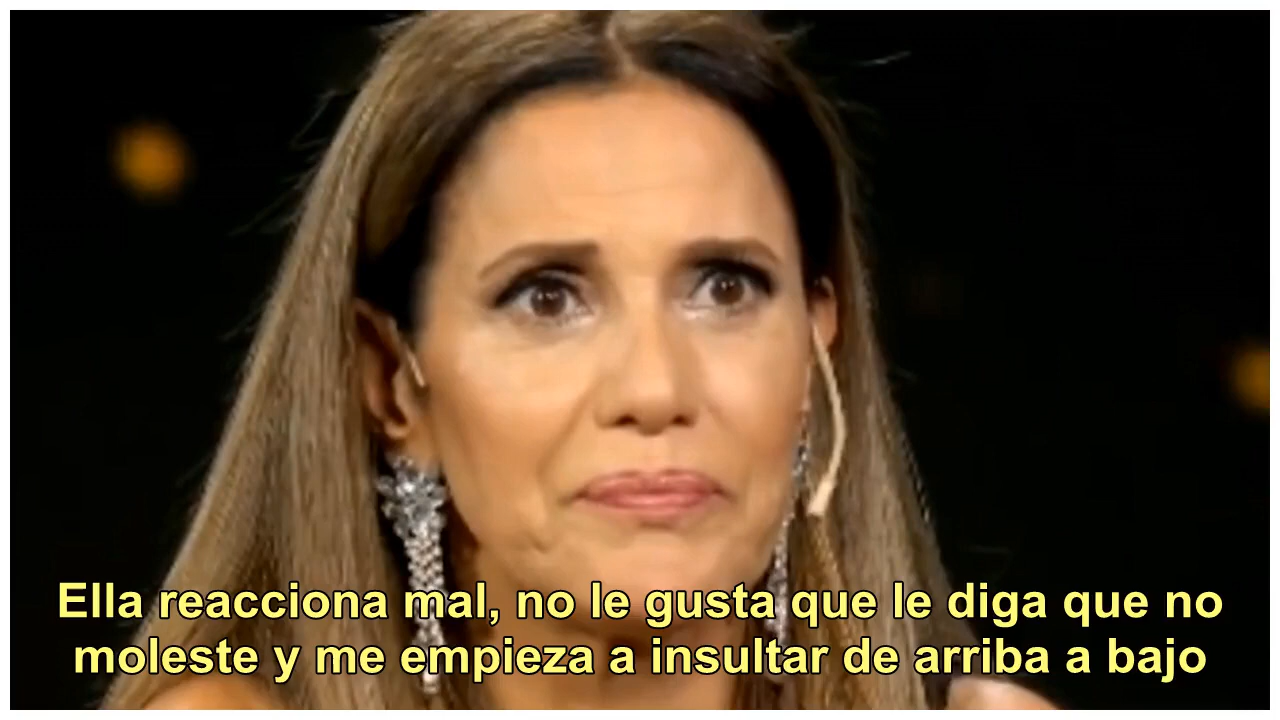 Ella reacciona mal, no le gusta que le diga que no
moleste y me empieza a insultar de arriba a bajo